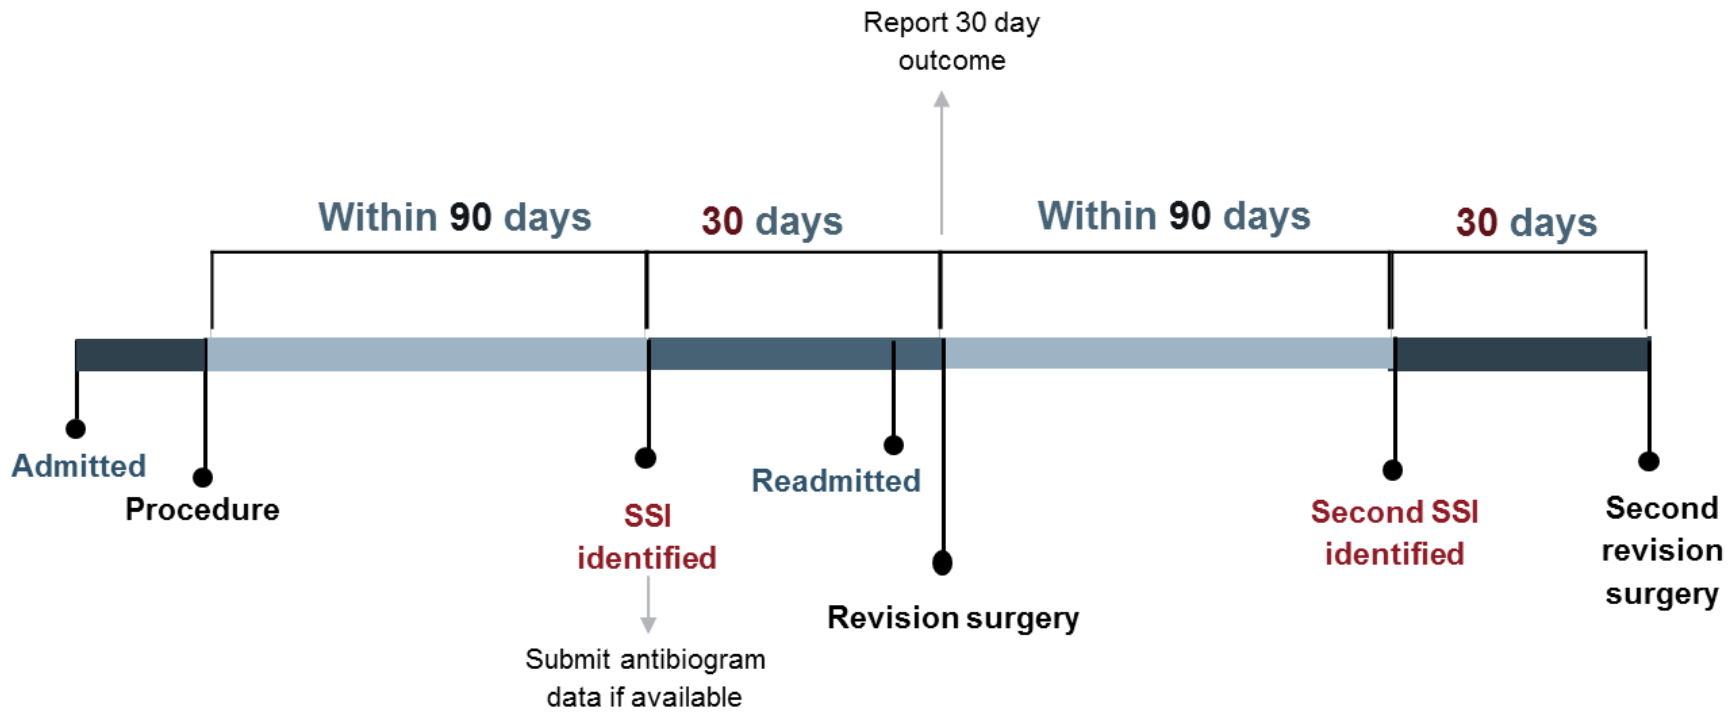 Report 30 day
outcome
Within 90 days
30 days
Within 90 days
30 days
Admitted
Procedure
SSI
identified
Submit antibiogram
data if available
Readmitted
Revision surgery
Second SSI
identified
Second
revision
surgery